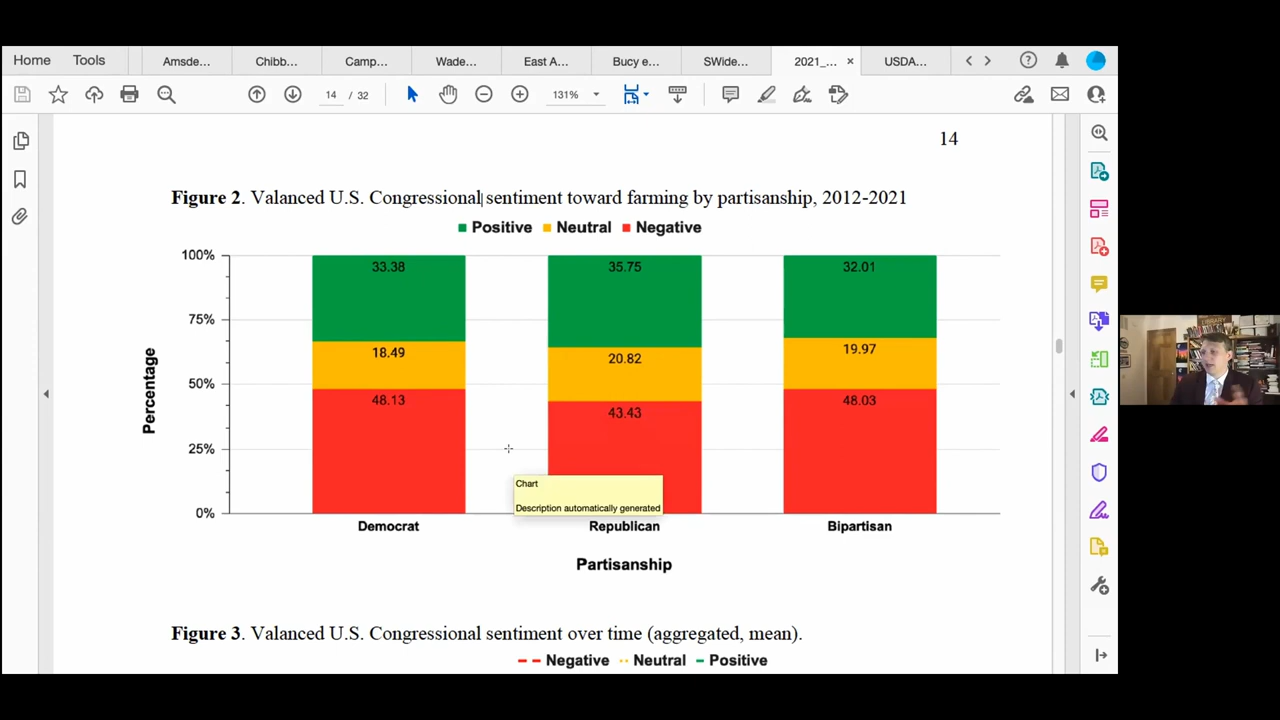 Home Tools Amsde... Chibb... Camp... Wade... East A... Bucy e... SWide... 2021_... × USDA...
14 / 32 131%
14
Figure 2. Valanced U.S. Congressional sentiment toward farming by partisanship, 2012-2021
Positive Neutral Negative
100%
75%
50%
25%
0%
Percentage
33.38 35.75 32.01
18.49 20.82 19.97
48.13 43.43 48.03
Chart
Description automatically generated
Democrat Republican Bipartisan
Partisanship
Figure 3. Valanced U.S. Congressional sentiment over time (aggregated, mean).
Negative Neutral Positive
LIBRARY